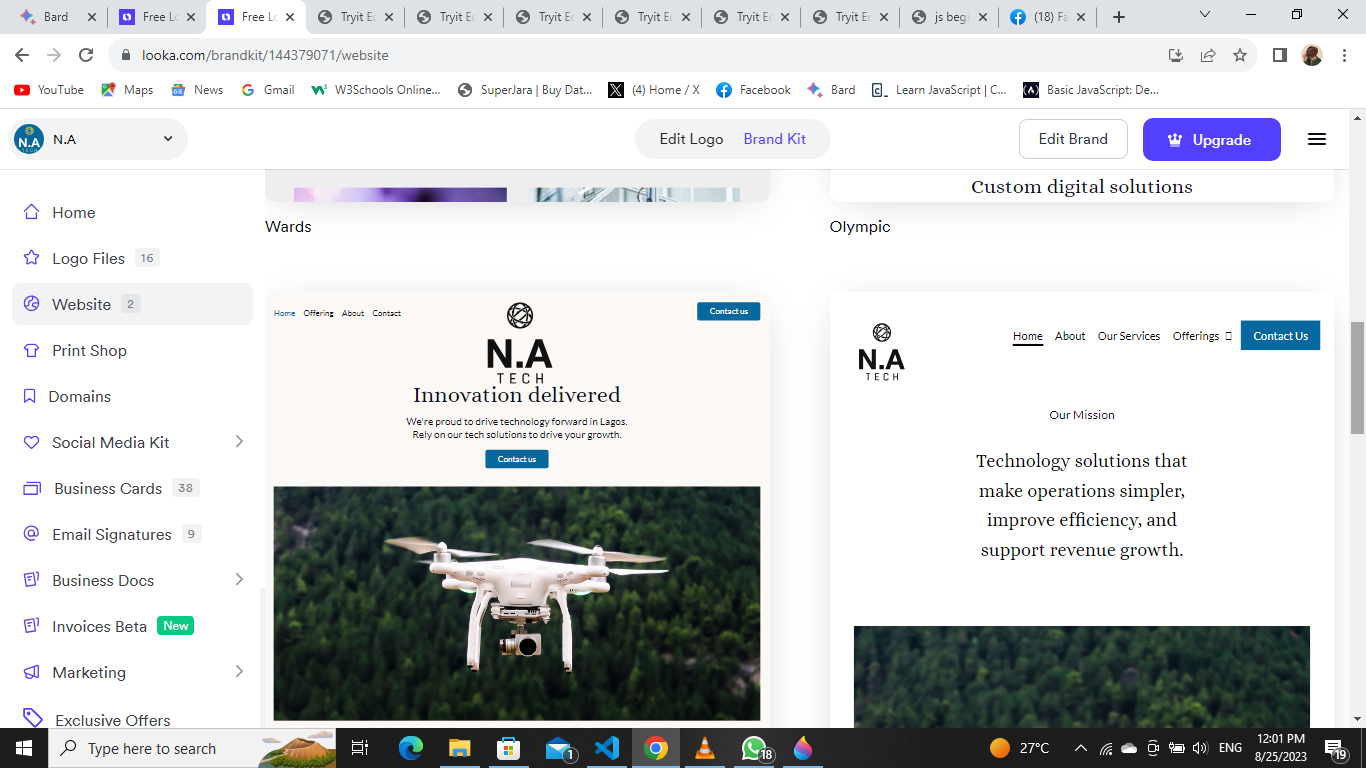 Bard
Free Lo
Free Lo
Tryit Ec
Tryit Ec
Tryit Ec
Tryit Ec
Tryit Ec
Tryit Ec
js begi
(18) Fa
looka.com/brandkit/144379071/website
YouTube
Maps
News
Gmail
W3Schools Online...
SuperJara | Buy Dat...
(4) Home / X
Facebook
Bard
Learn JavaScript | C...
Basic JavaScript: De...
N.A
TECH
N.A
Edit Logo
Brand Kit
Edit Brand
Upgrade
Home
Logo Files 16
Website 2
Print Shop
Domains
Social Media Kit
Business Cards 38
Email Signatures 9
Business Docs
Invoices Beta New
Marketing
Exclusive Offers
Wards
Custom digital solutions
Olympic
Home Offering About Contact
Contact us
N.A
TECH
Innovation delivered
We're proud to drive technology forward in Lagos.
Rely on our tech solutions to drive your growth.
Contact us
N.A
TECH
Home About Our Services Offerings
Contact Us
Our Mission
Technology solutions that
make operations simpler,
improve efficiency, and
support revenue growth.
Type here to search
1
18
27°C
ENG
12:01 PM
8/25/2023
19